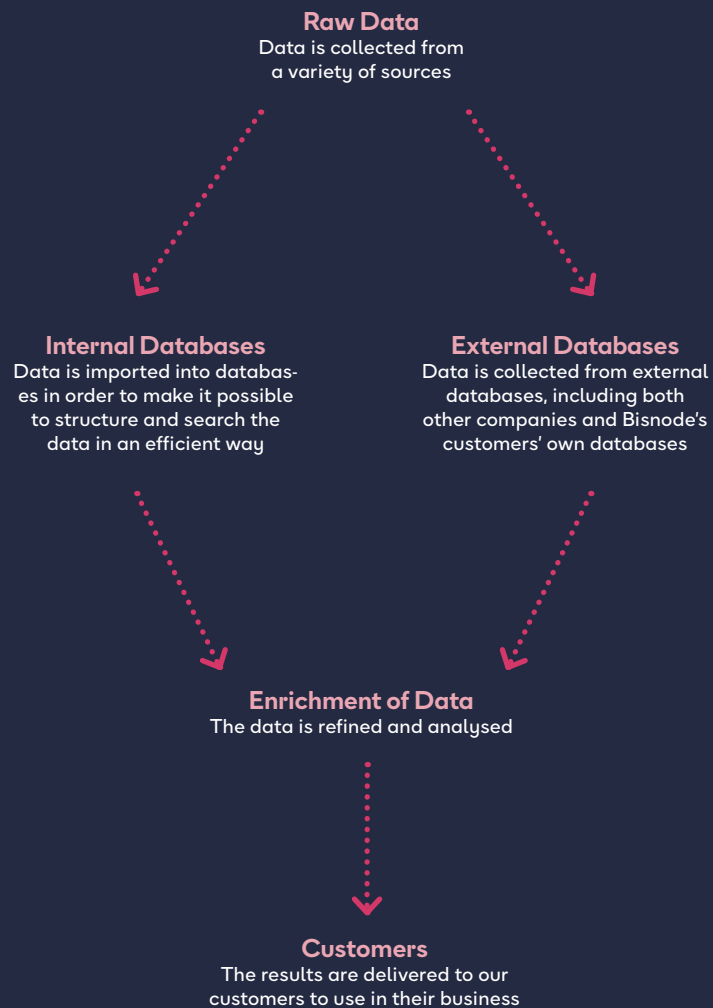 Raw Data
Data is collected from
a variety of sources
Internal Databases
Data is imported into databas-
es in order to make it possible
to structure and search the
data in an efficient way
External Databases
Data is collected from external
databases, including both
other companies and Bisnode’s
customers’ own databases
Enrichment of Data
The data is refined and analysed
Customers
The results are delivered to our
customers to use in their business